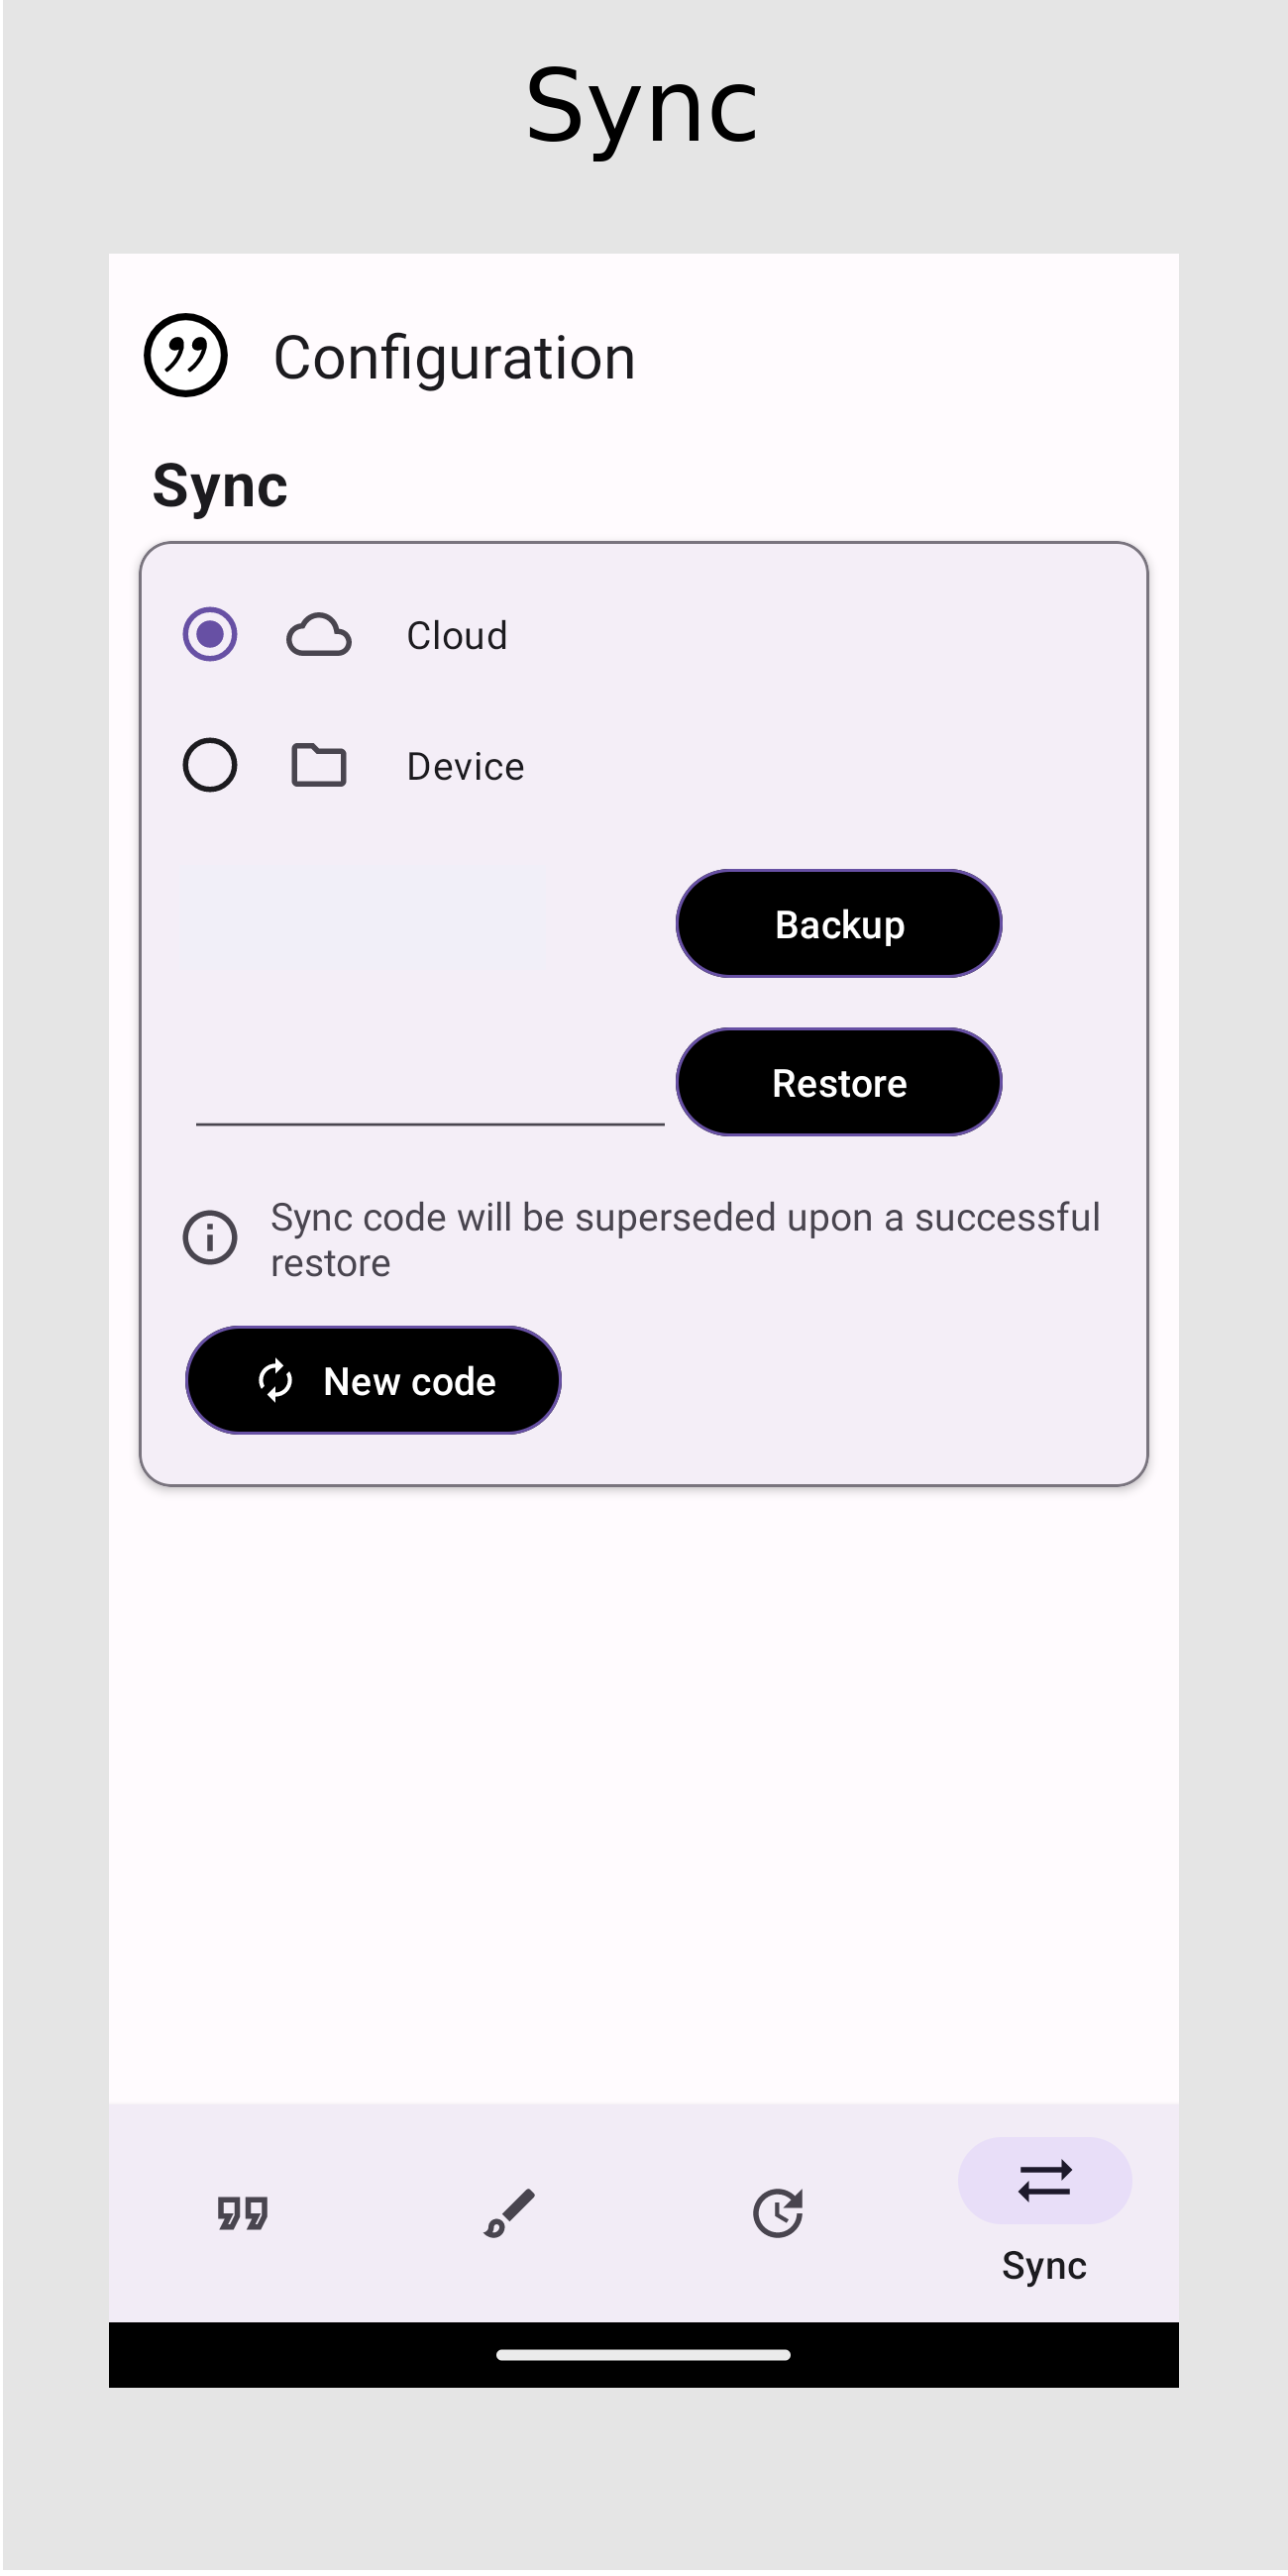 Sync
Configuration
Sync
Cloud
Device
Backup
Restore
Sync code will be superseded upon a successful
restore
New code
Sync